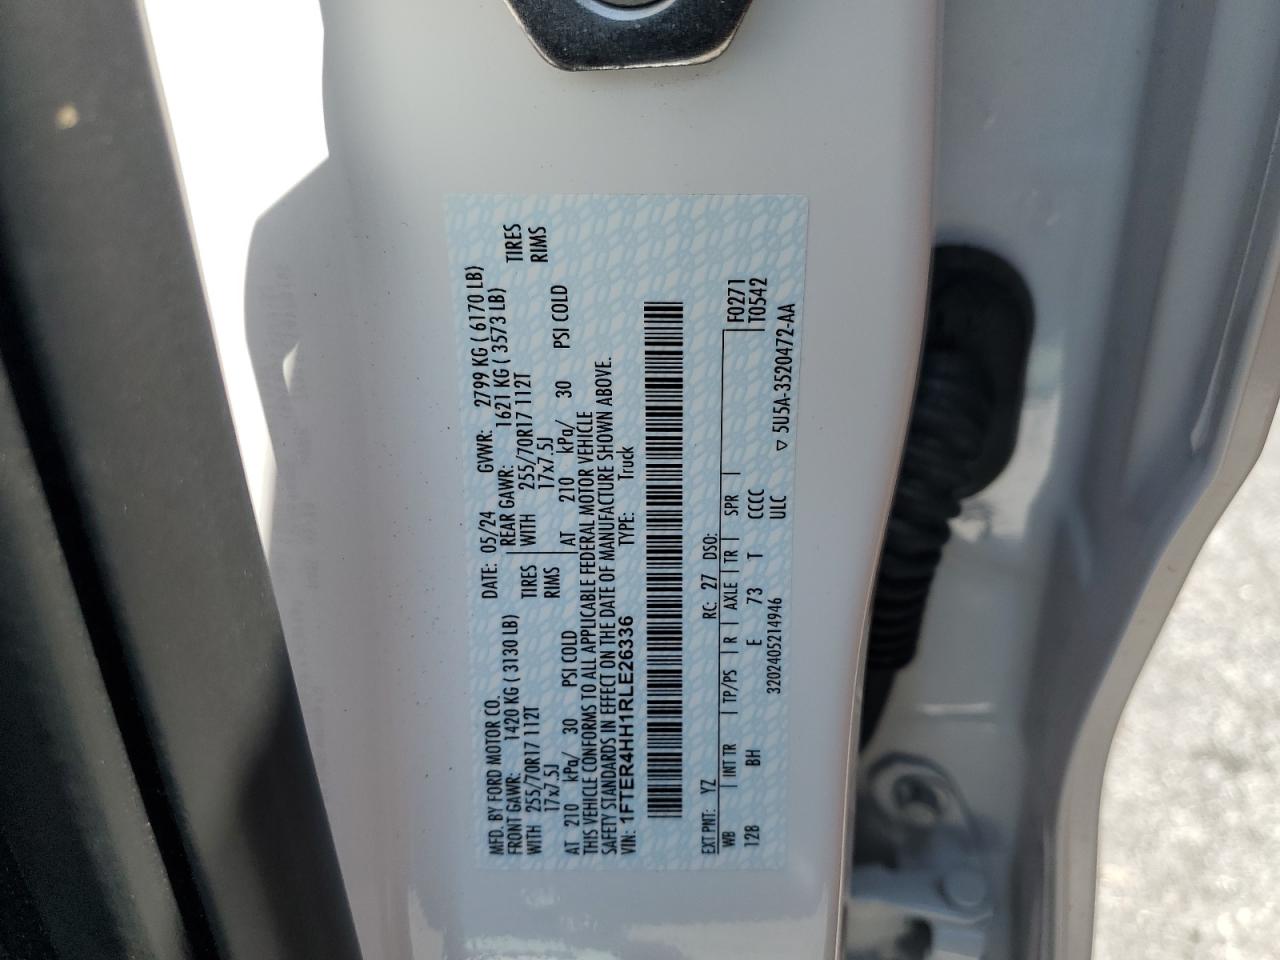 MFD. BY FORD MOTOR CO.
DATE: 05/24 GVWR: 2799 KG ( 6170 LB)
FRONT GAWR: 1420 KG ( 3130 LB) REAR GAWR: 1621 KG ( 3573 LB)
WITH 255/70R17 112T TIRES WITH 255/70R17 112T TIRES
17x7.5J RIMS 17x7.5J RIMS
AT 210 kPa/ 30 PSI COLD AT 210 kPa/ 30 PSI COLD
THIS VEHICLE CONFORMS TO ALL APPLICABLE FEDERAL MOTOR VEHICLE
SAFETY STANDARDS IN EFFECT ON THE DATE OF MANUFACTURE SHOWN ABOVE.
VIN: 1FTER4HH1RLE26336 TYPE: Truck
EXT PNT: YZ RC: 27 DSO: F0271
WB INT TR TP/PS R AXLE TR SPR T0542
128 BH E 73 T CCCC
3202405214946 ULC
▽ 5U5A-3520472-AA